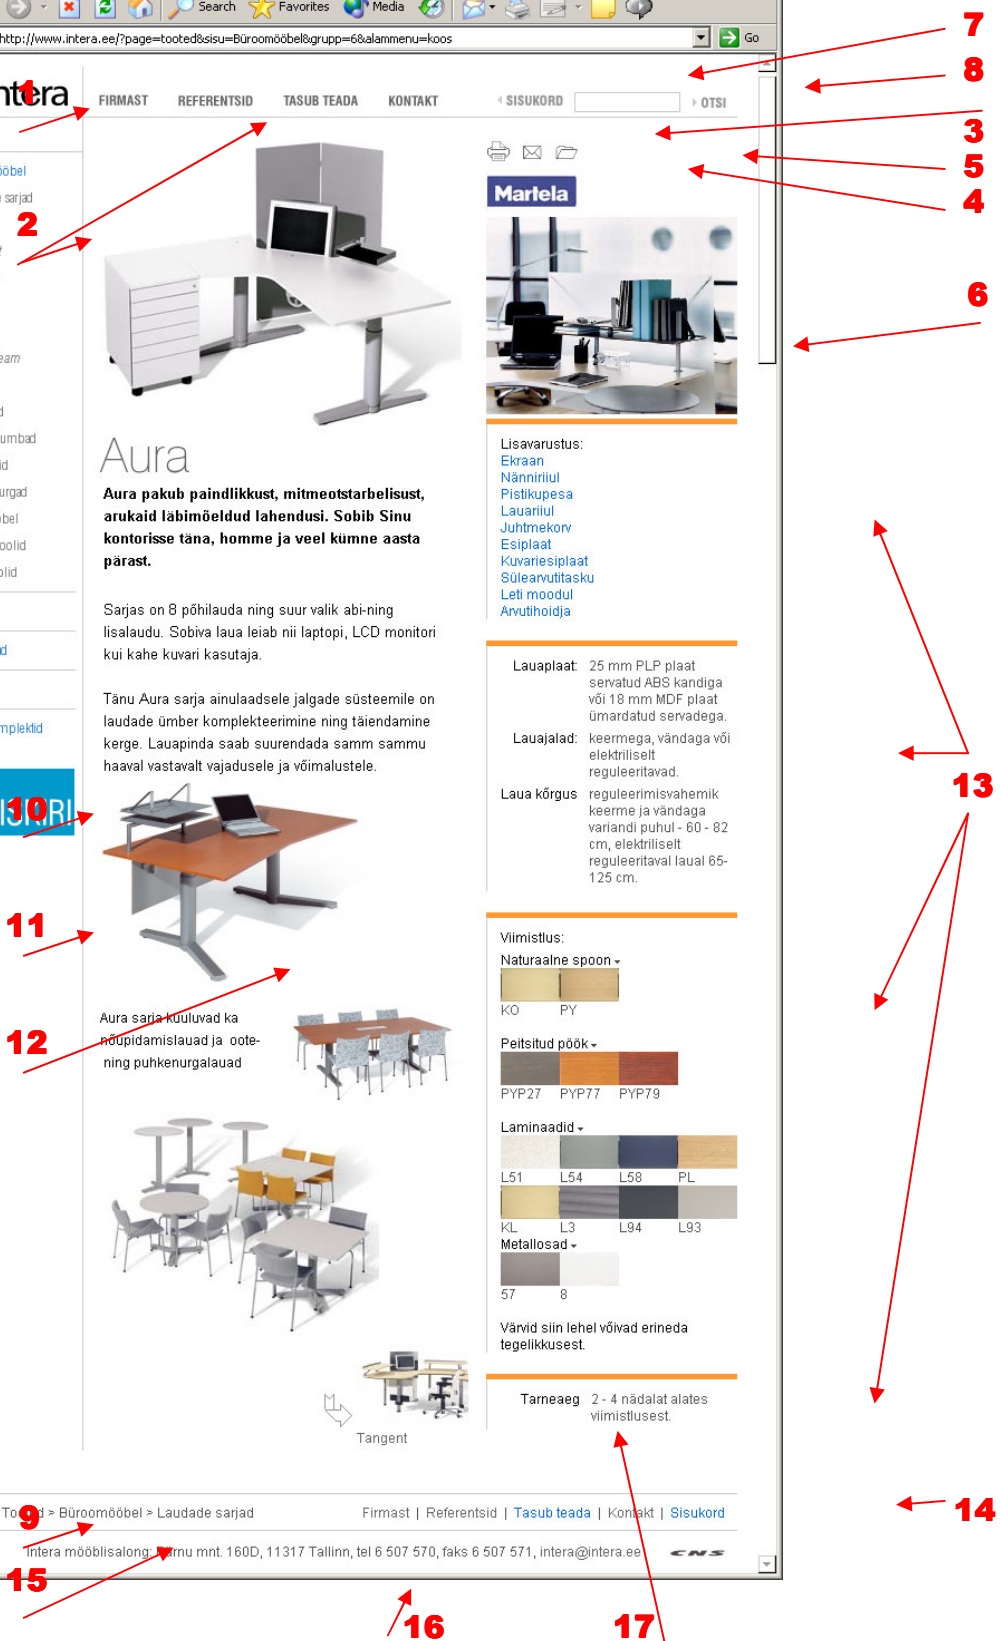 Search Favorites Media
http://www.intera.ee/?page=tooted&sisu=Büroomööbel&grupp=6&alammenu=koos Go
7
8
1
FIRMAST REFERENTSID TASUB TEADA KONTAKT SISUKORD OTSI
3
5
4
2
6
Martela
Aura
Aura pakub paindlikkust, mitmeotstarbelisust,
arukaid läbimõeldud lahendusi. Sobib Sinu
kontorisse täna, homme ja veel kümne aasta
pärast.
Sarjas on 8 põhilauda ning suur valik abi-ning
lisalaudu. Sobiva laua leiab nii laptopi, LCD monitori
kui kahe kuvari kasutaja.
Tänu Aura sarja ainulaadsele jalgade süsteemile on
laudade ümber komplekteerimine ning täiendamine
kerge. Lauapinda saab suurendada samm sammu
haaval vastavalt vajadusele ja võimalustele.
Lisavarustus:
Ekraan
Nänniriiul
Pistikupesa
Lauariiul
Juhtmekorv
Esiplaat
Kuvariesiplaat
Sülearvutitasku
Leti moodul
Arvutihoidja
Lauaplaat: 25 mm PLP plaat
servatud ABS kandiga
või 18 mm MDF plaat
ümardatud servadega.
Lauajalad: keermega, vändaga või
elektriliselt
reguleeritavad.
Laua kõrgus reguleerimisvahemik
keerme ja vändaga
variandi puhul - 60 - 82
cm, elektriliselt
reguleeritaval laual 65-
125 cm.
13
10
11
12
Aura sarja kuuluvad ka
nõupidamislauad ja oote-
ning puhkenurgalauad
Viimistlus:
Naturaalne spoon
KO PY
Peitsitud pöök
PYP27 PYP77 PYP79
Laminaadid
L51 L54 L58 PL
KL L3 L94 L93
Metallosad
57 8
Värvid siin lehel võivad erineda
tegelikkusest.
Tarneaeg 2 - 4 nädalat alates
viimistlusest.
Tangent
14
9
> Büroomööbel > Laudade sarjad Firmast | Referentsid | Tasub teada | Kontakt | Sisukord
Intera mööblisalong: Pärnu mnt. 160D, 11317 Tallinn, tel 6 507 570, faks 6 507 571, intera@intera.ee CNS
15
16
17